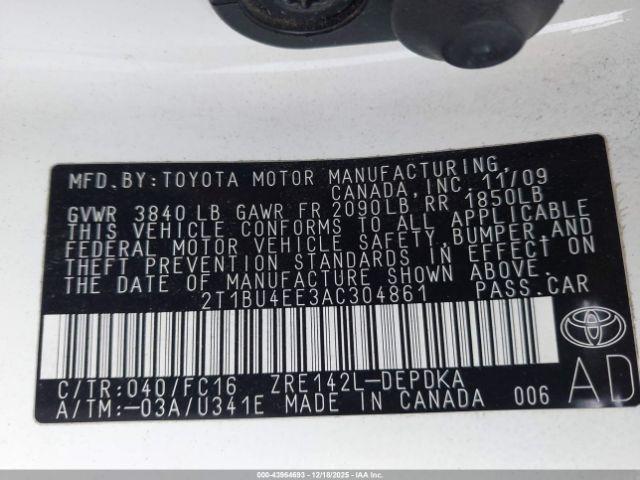 MFD. BY: TOYOTA MOTOR MANUFACTURING,
CANADA, INC. 11/09
GVWR 3840 LB GAWR FR 2090LB, RR 1850LB
THIS VEHICLE CONFORMS TO ALL APPLICABLE
FEDERAL MOTOR VEHICLE SAFETY, BUMPER, AND
THEFT PREVENTION STANDARDS IN EFFECT ON
THE DATE OF MANUFACTURE SHOWN ABOVE.
2T1BU4EE3AC304861 PASS. CAR
C/TR: 040/FC16 ZRE142L-DEPDKA
A/TM: -03A/U341E MADE IN CANADA 006
AD
000-43964693 | 12/18/2025 | IAAI.COM